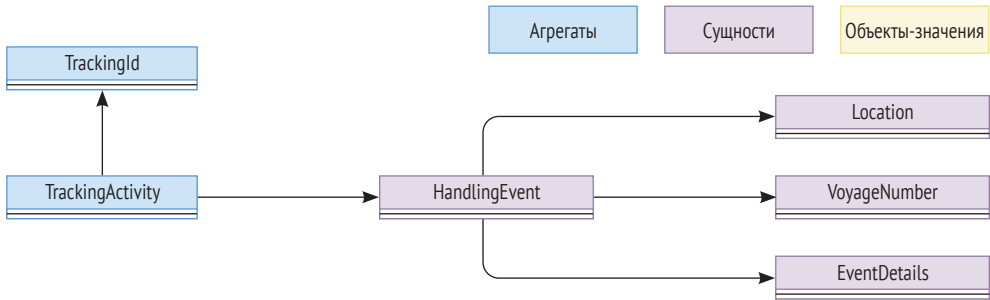 Агрегаты
Сущности
Объекты-значения
TrackingId
Location
TrackingActivity
HandlingEvent
VoyageNumber
EventDetails